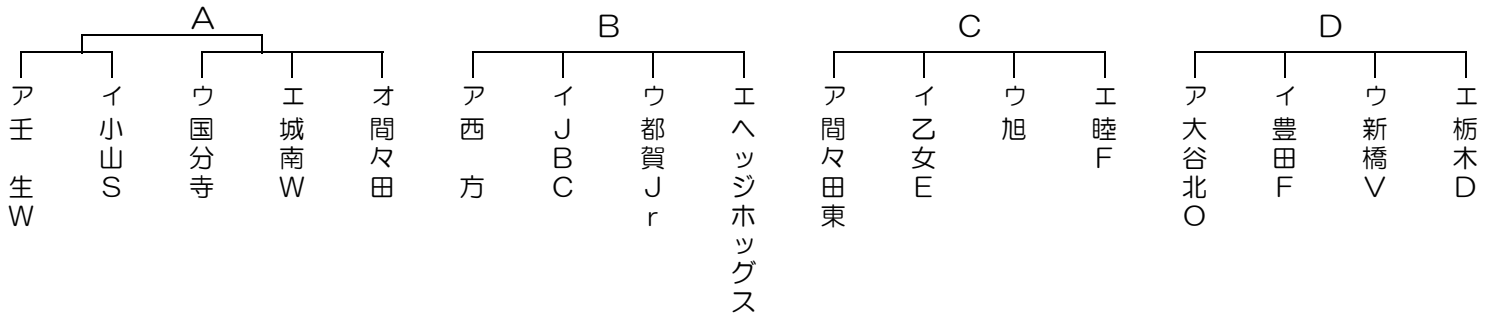 A
B
C
D
ア 壬生W
イ 小山S
ウ 国分寺
エ 城南W
オ 間々田
ア 西方
イ JBC
ウ 都賀Jr
エ ヘッジホッグス
ア 間々田東
イ 乙女E
ウ 旭
エ 睦F
ア 大谷北O
イ 豊田F
ウ 新橋V
エ 栃木D